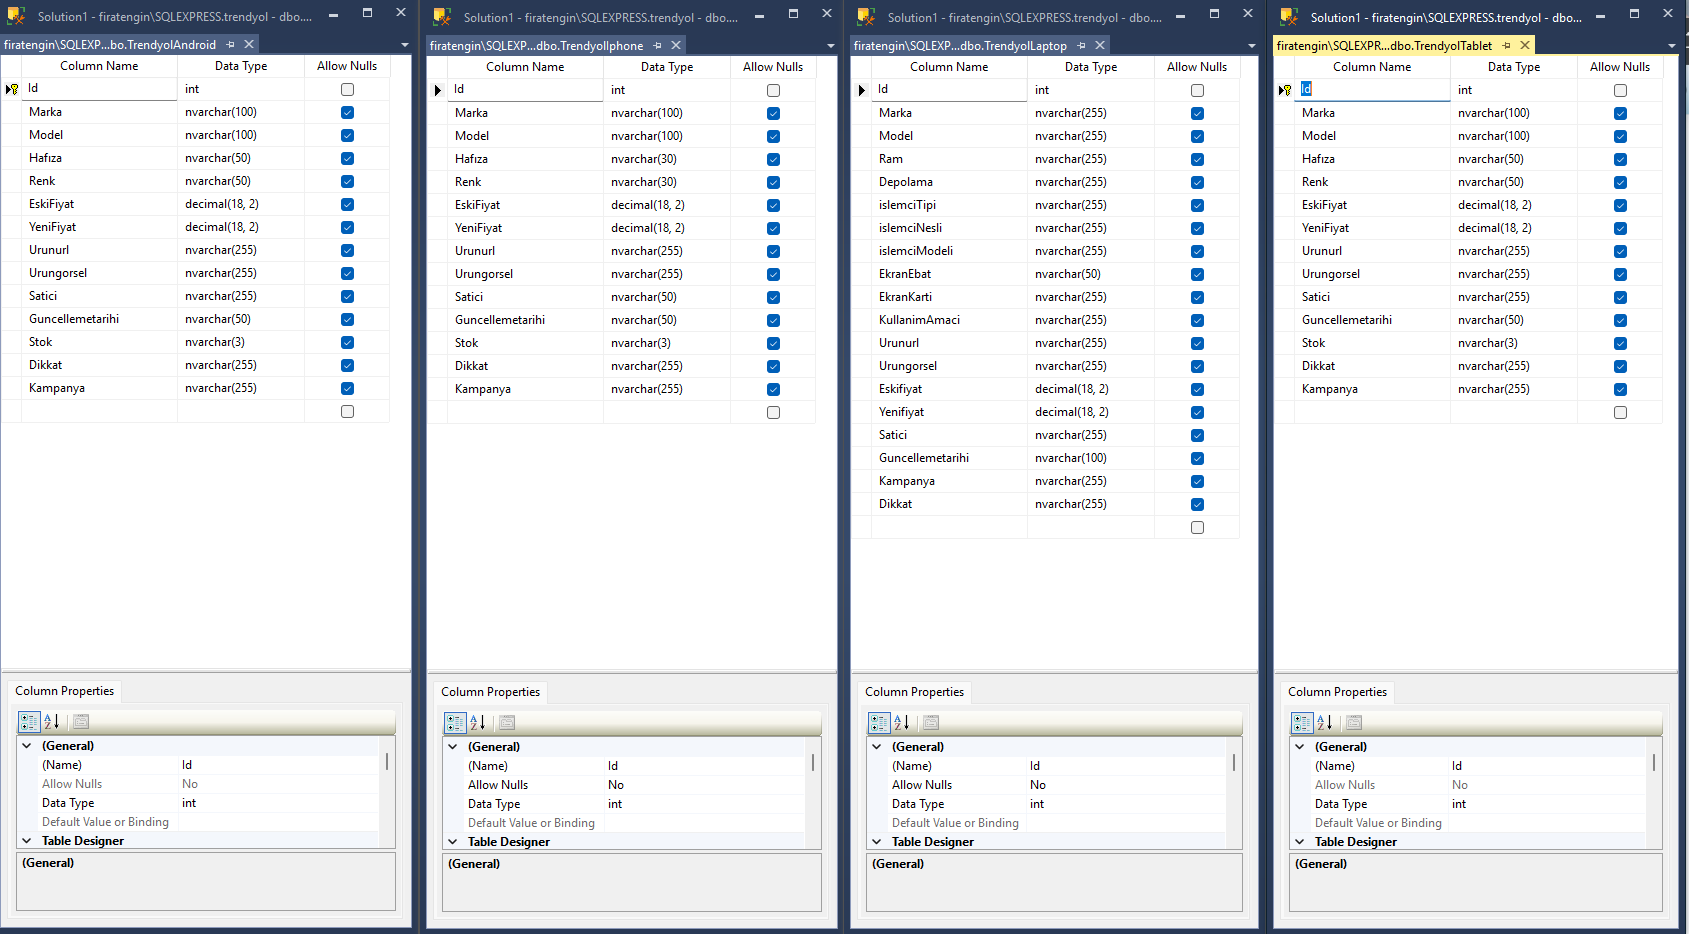 Solution1 - firatengin\SQLEXPRESS.trendyol - dbo....
firatengin\SQLEXP...bo.TrendyolAndroid
Column Name Data Type Allow Nulls
Id int
Marka nvarchar(100)
Model nvarchar(100)
Hafıza nvarchar(50)
Renk nvarchar(50)
EskiFiyat decimal(18, 2)
YeniFiyat decimal(18, 2)
Urunurl nvarchar(255)
Urungorsel nvarchar(255)
Satici nvarchar(255)
Guncellemetarihi nvarchar(50)
Stok nvarchar(3)
Dikkat nvarchar(255)
Kampanya nvarchar(255)
Column Properties
(General)
(Name) Id
Allow Nulls No
Data Type int
Default Value or Binding
Table Designer
(General)
Solution1 - firatengin\SQLEXPRESS.trendyol - dbo....
firatengin\SQLEXP...dbo.TrendyolIphone
Column Name Data Type Allow Nulls
Id int
Marka nvarchar(100)
Model nvarchar(100)
Hafıza nvarchar(30)
Renk nvarchar(30)
EskiFiyat decimal(18, 2)
YeniFiyat decimal(18, 2)
Urunurl nvarchar(255)
Urungorsel nvarchar(255)
Satici nvarchar(50)
Guncellemetarihi nvarchar(50)
Stok nvarchar(3)
Dikkat nvarchar(255)
Kampanya nvarchar(255)
Column Properties
(General)
(Name) Id
Allow Nulls No
Data Type int
Default Value or Binding
Table Designer
(General)
Solution1 - firatengin\SQLEXPRESS.trendyol - dbo....
firatengin\SQLEXP...dbo.TrendyolLaptop
Column Name Data Type Allow Nulls
Id int
Marka nvarchar(255)
Model nvarchar(255)
Ram nvarchar(255)
Depolama nvarchar(255)
islemciTipi nvarchar(255)
islemciNesli nvarchar(255)
islemciModeli nvarchar(255)
EkranEbat nvarchar(50)
EkranKarti nvarchar(255)
KullanimAmaci nvarchar(255)
Urunurl nvarchar(255)
Urungorsel nvarchar(255)
Eskifiyat decimal(18, 2)
Yenifiyat decimal(18, 2)
Satici nvarchar(255)
Guncellemetarihi nvarchar(100)
Kampanya nvarchar(255)
Dikkat nvarchar(255)
Column Properties
(General)
(Name) Id
Allow Nulls No
Data Type int
Default Value or Binding
Table Designer
(General)
Solution1 - firatengin\SQLEXPRESS.trendyol - dbo....
firatengin\SQLEXPR...dbo.TrendyolTablet
Column Name Data Type Allow Nulls
Id int
Marka nvarchar(100)
Model nvarchar(100)
Hafıza nvarchar(50)
Renk nvarchar(50)
EskiFiyat decimal(18, 2)
YeniFiyat decimal(18, 2)
Urunurl nvarchar(255)
Urungorsel nvarchar(255)
Satici nvarchar(255)
Guncellemetarihi nvarchar(50)
Stok nvarchar(3)
Dikkat nvarchar(255)
Kampanya nvarchar(255)
Column Properties
(General)
(Name) Id
Allow Nulls No
Data Type int
Default Value or Binding
Table Designer
(General)